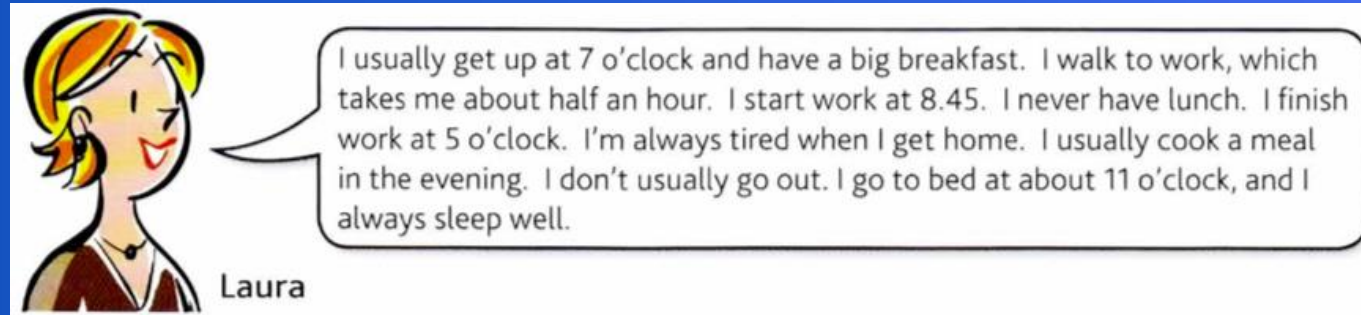 I usually get up at 7 o'clock and have a big breakfast. I walk to work, which
takes me about half an hour. I start work at 8.45. I never have lunch. I finish
work at 5 o'clock. I'm always tired when I get home. I usually cook a meal
in the evening. I don't usually go out. I go to bed at about 11 o'clock, and I
always sleep well.
Laura